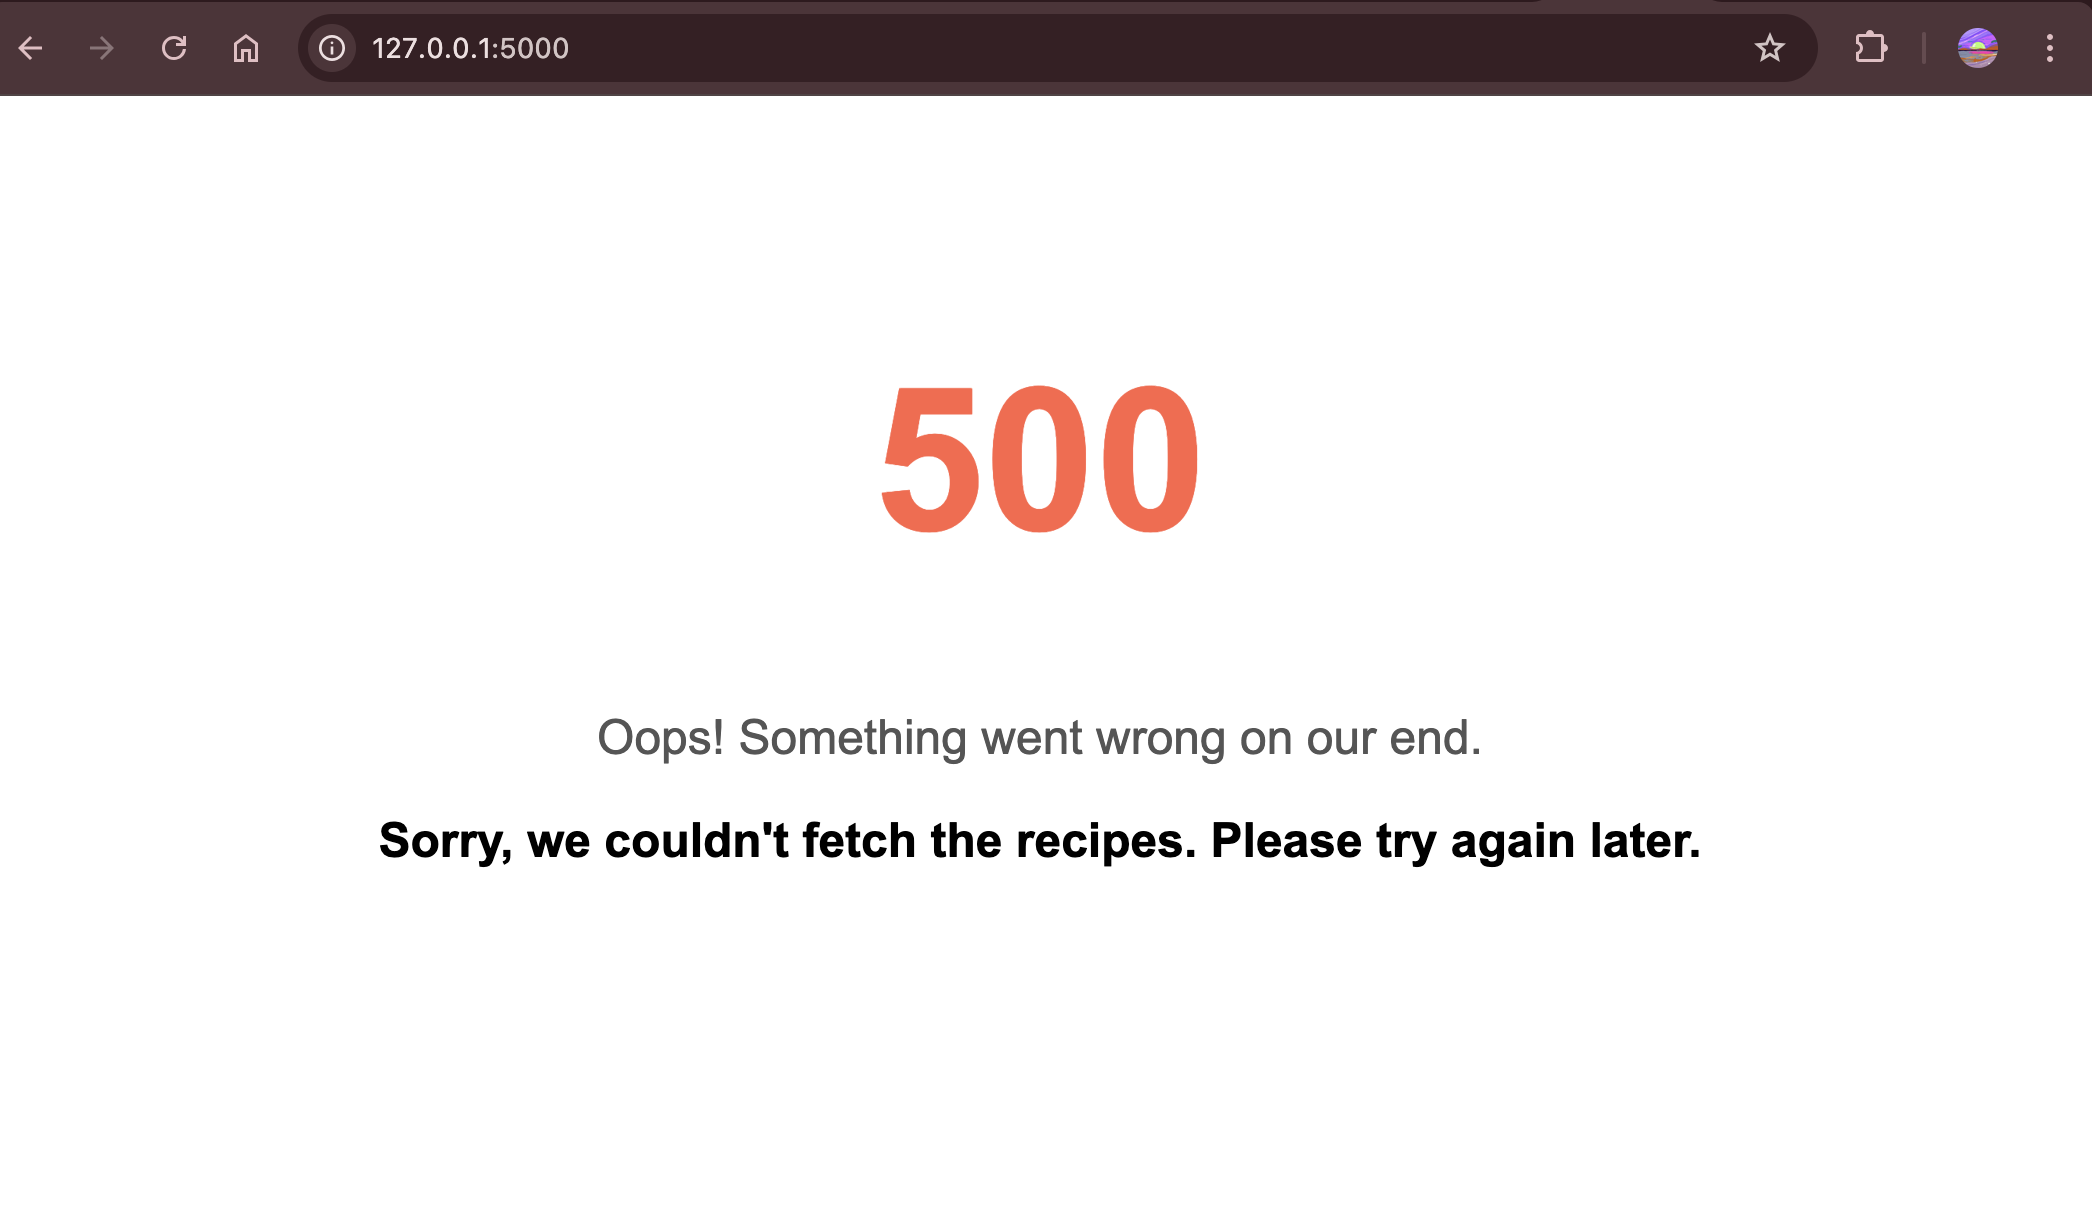 127.0.0.1:5000
500
Oops! Something went wrong on our end.
Sorry, we couldn't fetch the recipes. Please try again later.